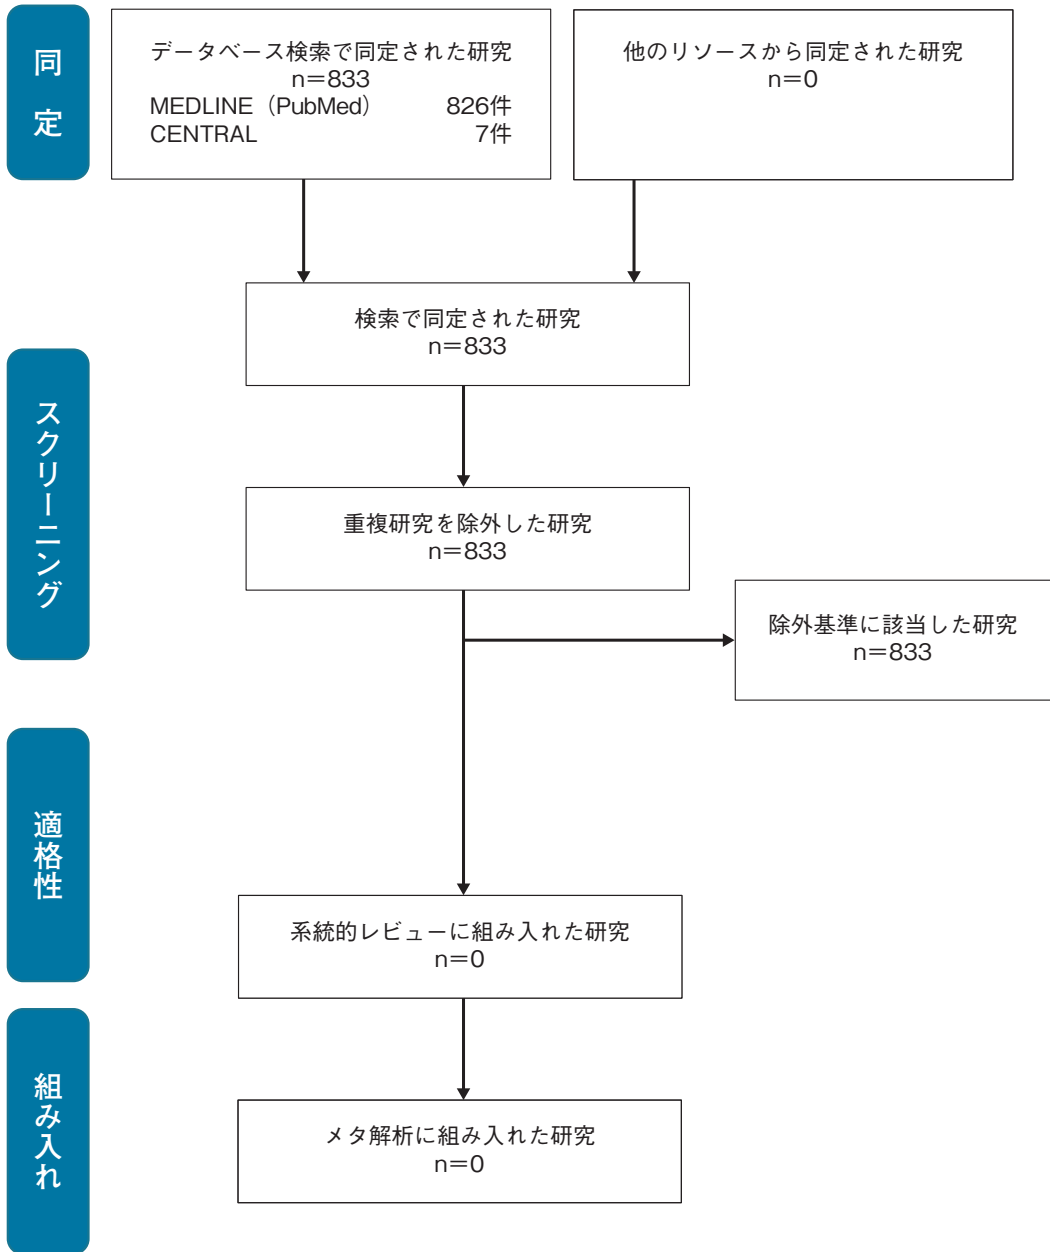 同定
データベース検索で同定された研究
n=833
MEDLINE（PubMed） 826件
CENTRAL 7件
他のリソースから同定された研究
n=0
検索で同定された研究
n=833
スクリーニング
重複研究を除外した研究
n=833
除外基準に該当した研究
n=833
適格性
系統的レビューに組み入れた研究
n=0
組み入れ
メタ解析に組み入れた研究
n=0